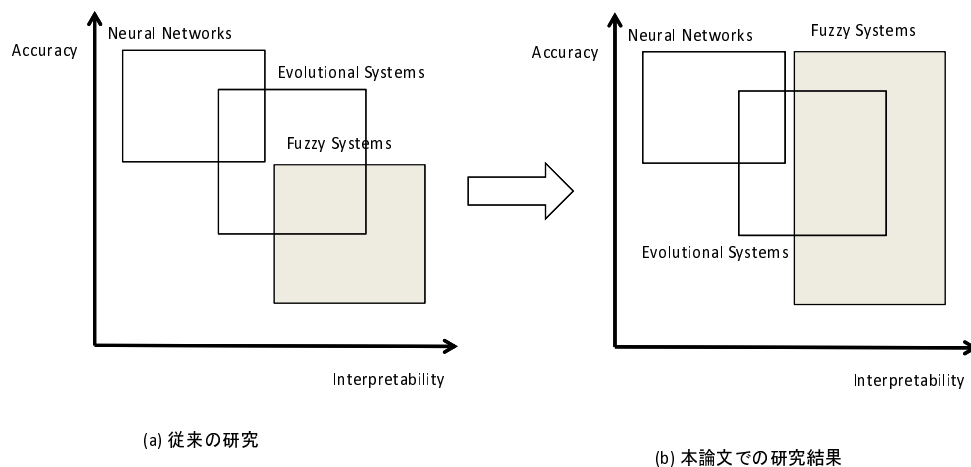 Neural Networks
Accuracy
Evolutional Systems
Fuzzy Systems
Interpretability
(a) 従来の研究
Fuzzy Systems
Neural Networks
Accuracy
Evolutional Systems
Interpretability
(b) 本論文での研究結果